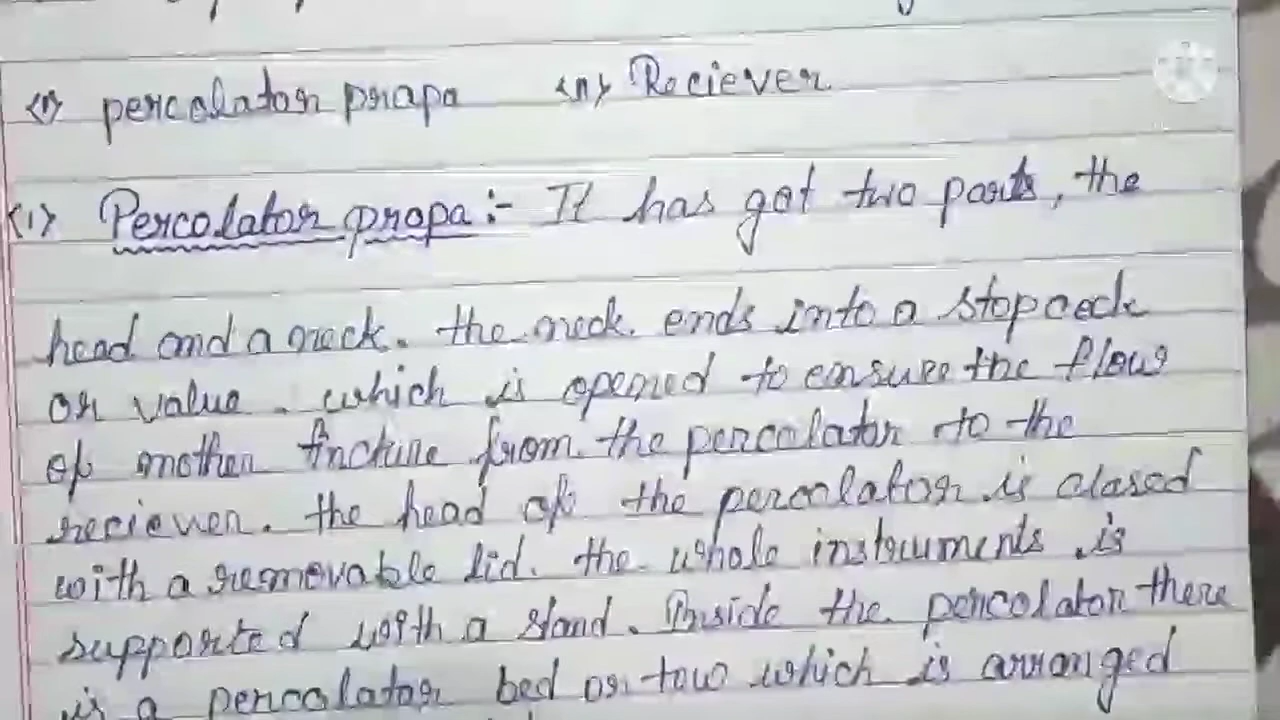 <i> percolator prapa <ii> Reciever
<1> Percolator propa :- It has got two parts, the
head and a neck. the neck ends into a stopcock
or value. which is opened to ensure the flow
of mother tincture from the percolator to the
reciever. the head of the percolator is closed
with a removable lid. the whole instruments is
supported with a stand. Inside the percolator there
is a percolator bed or tow which is arranged